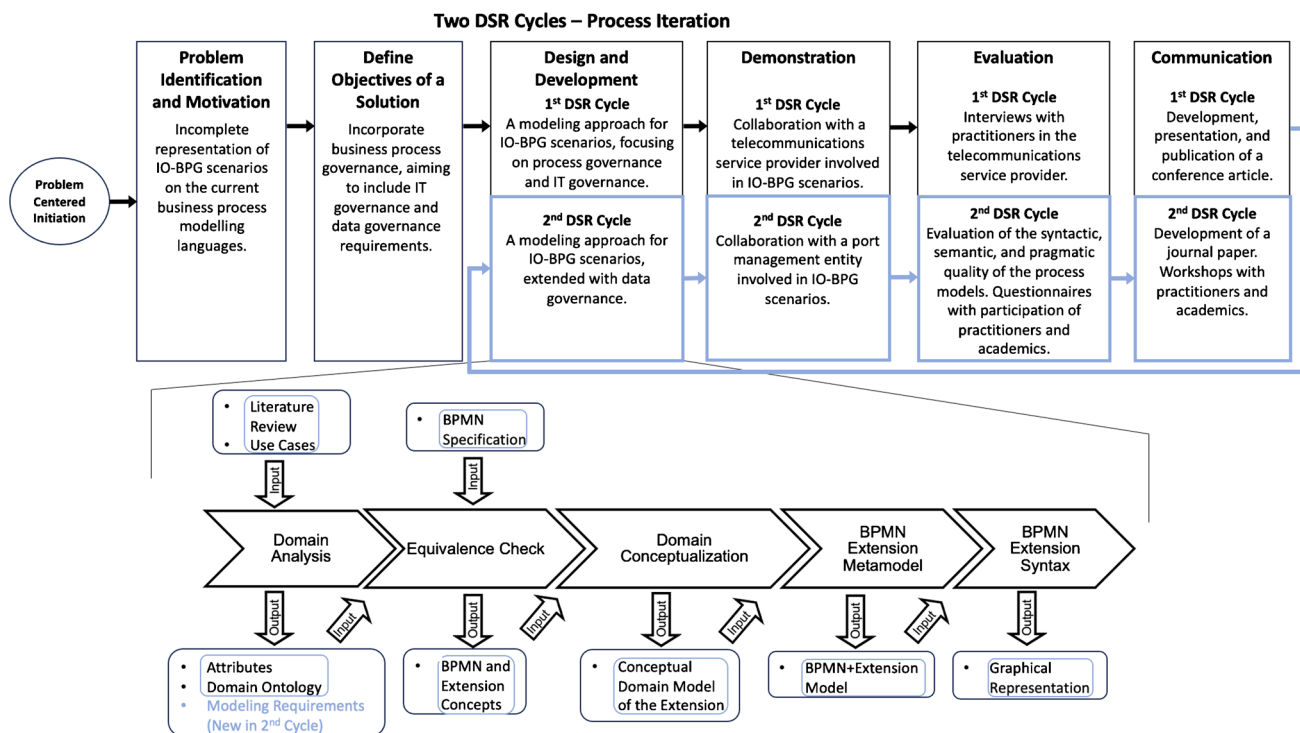 Two DSR Cycles – Process Iteration
Problem Centered
Initiation
Problem
Identification
and Motivation
Incomplete
representation of
IO-BPG scenarios
on the current
business process
modelling
languages.
Define
Objectives of a
Solution
Incorporate
business process
governance, aiming
to include IT
governance and
data governance
requirements.
Design and
Development
1st DSR Cycle
A modeling approach for
IO-BPG scenarios, focusing
on process governance
and IT governance.
2nd DSR Cycle
A modeling approach for
IO-BPG scenarios,
extended with data
governance.
Demonstration
1st DSR Cycle
Collaboration with a
telecommunications
service provider involved
in IO-BPG scenarios.
2nd DSR Cycle
Collaboration with a port
management entity
involved in IO-BPG
scenarios.
Evaluation
1st DSR Cycle
Interviews with
practitioners in the
telecommunications
service provider.
2nd DSR Cycle
Evaluation of the syntactic,
semantic, and pragmatic
quality of the process
models. Questionnaires
with participation of
practitioners and
academics.
Communication
1st DSR Cycle
Development,
presentation, and
publication of a
conference article.
2nd DSR Cycle
Development of a
journal paper.
Workshops with
practitioners and
academics.
• Literature
Review
• Use Cases
• BPMN
Specification
Input
Input
Domain
Analysis
Equivalence Check
Domain
Conceptualization
BPMN
Extension
Metamodel
BPMN
Extension
Syntax
Output
Input
Output
Input
Output
Input
Output
Input
Output
• Attributes
• Domain Ontology
• Modeling Requirements
(New in 2nd Cycle)
• BPMN and
Extension
Concepts
• Conceptual
Domain Model
of the Extension
• BPMN+Extension
Model
• Graphical
Representation